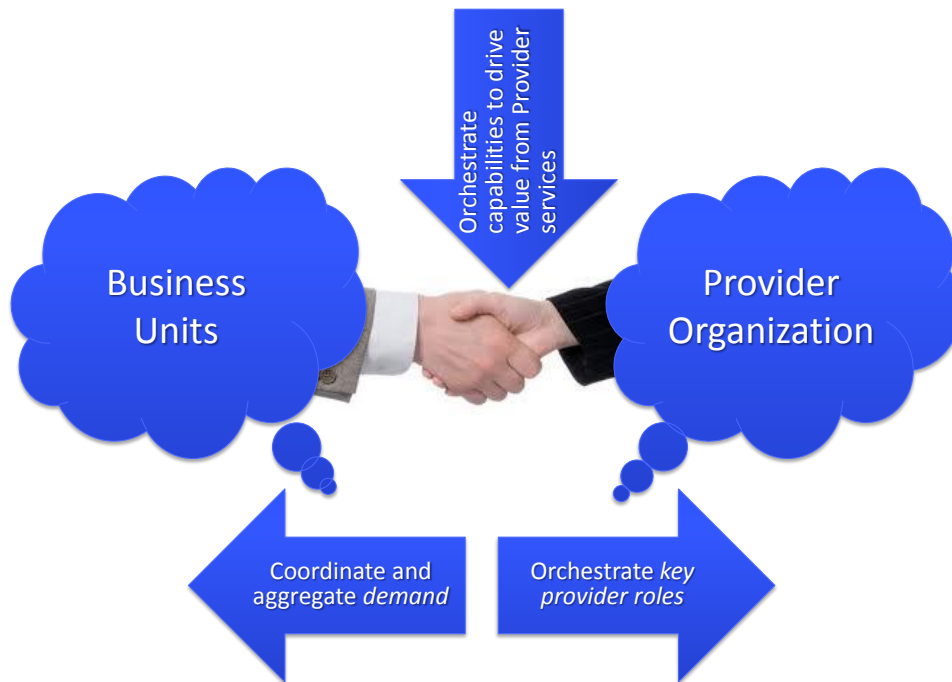 Orchestrate
capabilities to drive
value from Provider
services
Business
Units
Provider
Organization
Coordinate and
aggregate demand
Orchestrate key
provider roles